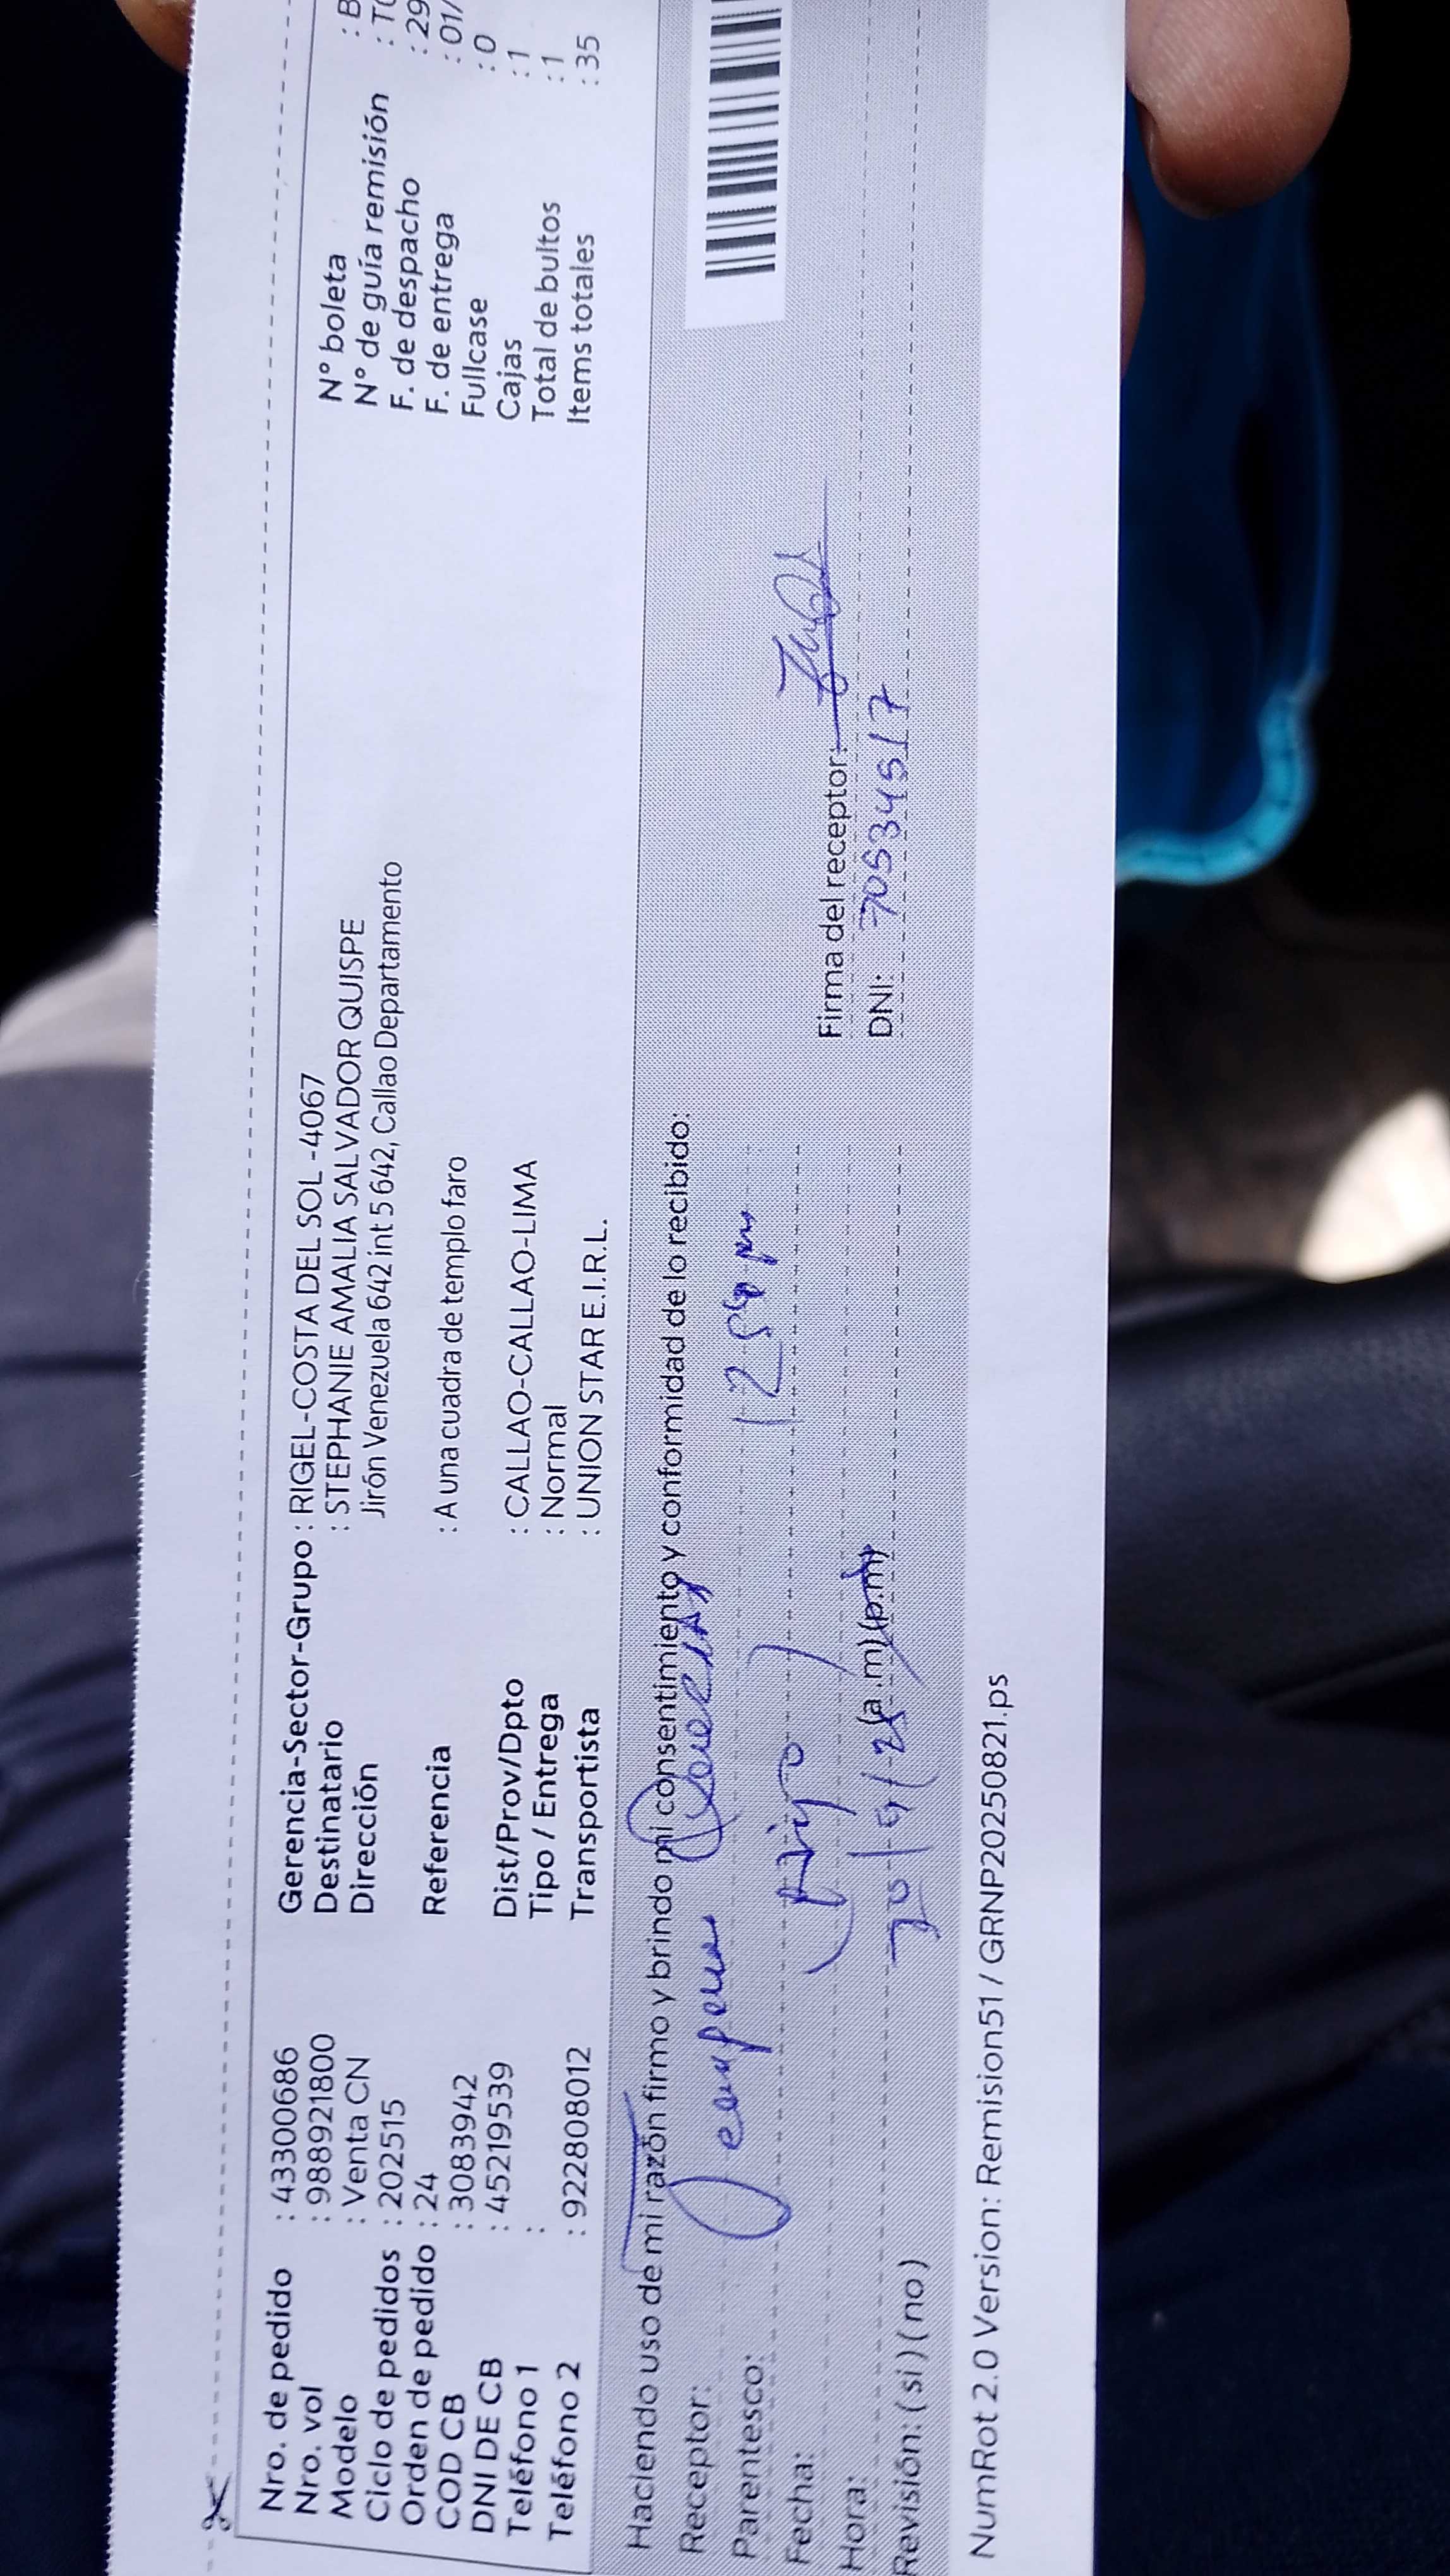 Nro. de pedido : 43300686
Nro. vol : 988921800
Modelo : Venta CN
Ciclo de pedidos : 202515
Orden de pedido : 24
COD CB : 3083942
DNI DE CB : 45219539
Teléfono 1 :
Teléfono 2 : 922808012
Gerencia-Sector-Grupo : RIGEL-COSTA DEL SOL -4067
Destinatario : STEPHANIE AMALIA SALVADOR QUISPE
Dirección Jirón Venezuela 642 int 5 642, Callao Departamento
Referencia : A una cuadra de templo faro
Dist/Prov/Dpto : CALLAO-CALLAO-LIMA
Tipo / Entrega : Normal
Transportista : UNION STAR E.I.R.L.
N° boleta : B
N° de guía remisión : T0
F. de despacho : 29
F. de entrega : 01/
Fullcase : 0
Cajas : 1
Total de bultos : 1
Items totales : 35
Haciendo uso de mi razón firmo y brindo mi consentimiento y conformidad de lo recibido:
Receptor:
Parentesco:
Fecha:
Hora: (a.m) (p.m)
Revisión: ( si ) ( no )
Firma del receptor:
DNI: 70534517
NumRot 2.0 Version: Remision51 / GRNP20250821.ps